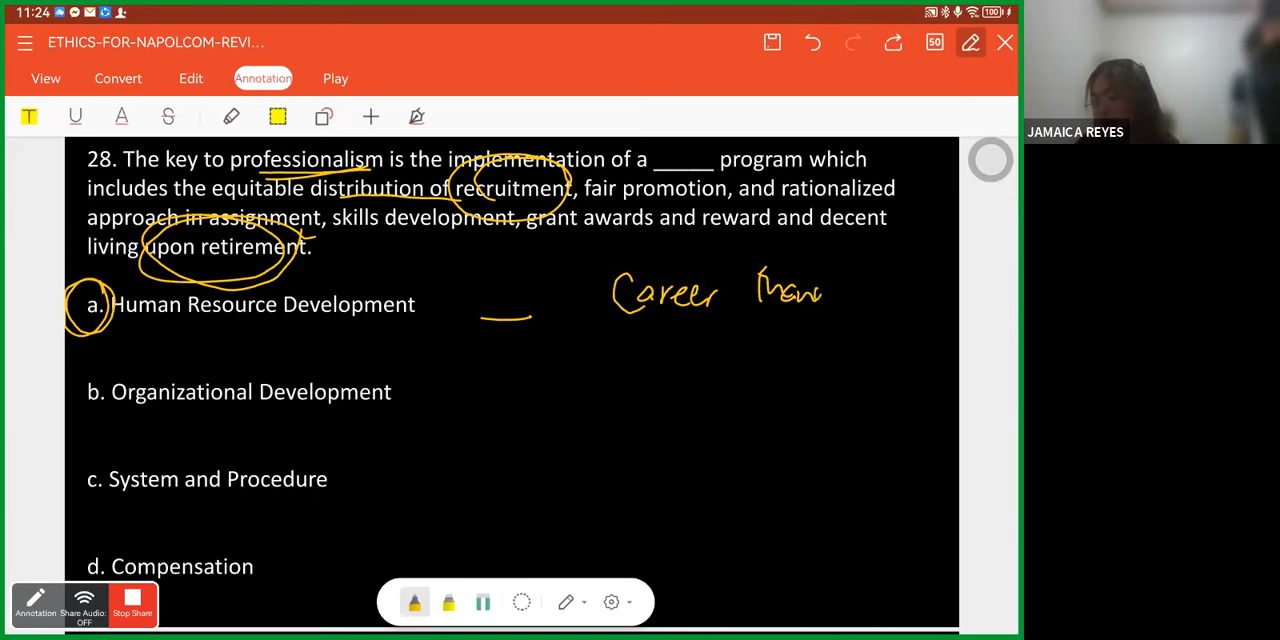 11:24
100
ETHICS-FOR-NAPOLCOM-REVI...
50
View Convert Edit Annotation Play
T U A S
JAMAICA REYES
28. The key to professionalism is the implementation of a _____ program which
includes the equitable distribution of recruitment, fair promotion, and rationalized
approach in assignment, skills development, grant awards and reward and decent
living upon retirement.
a. Human Resource Development
Career
b. Organizational Development
c. System and Procedure
d. Compensation
Annotation Share Audio: OFF Stop Share